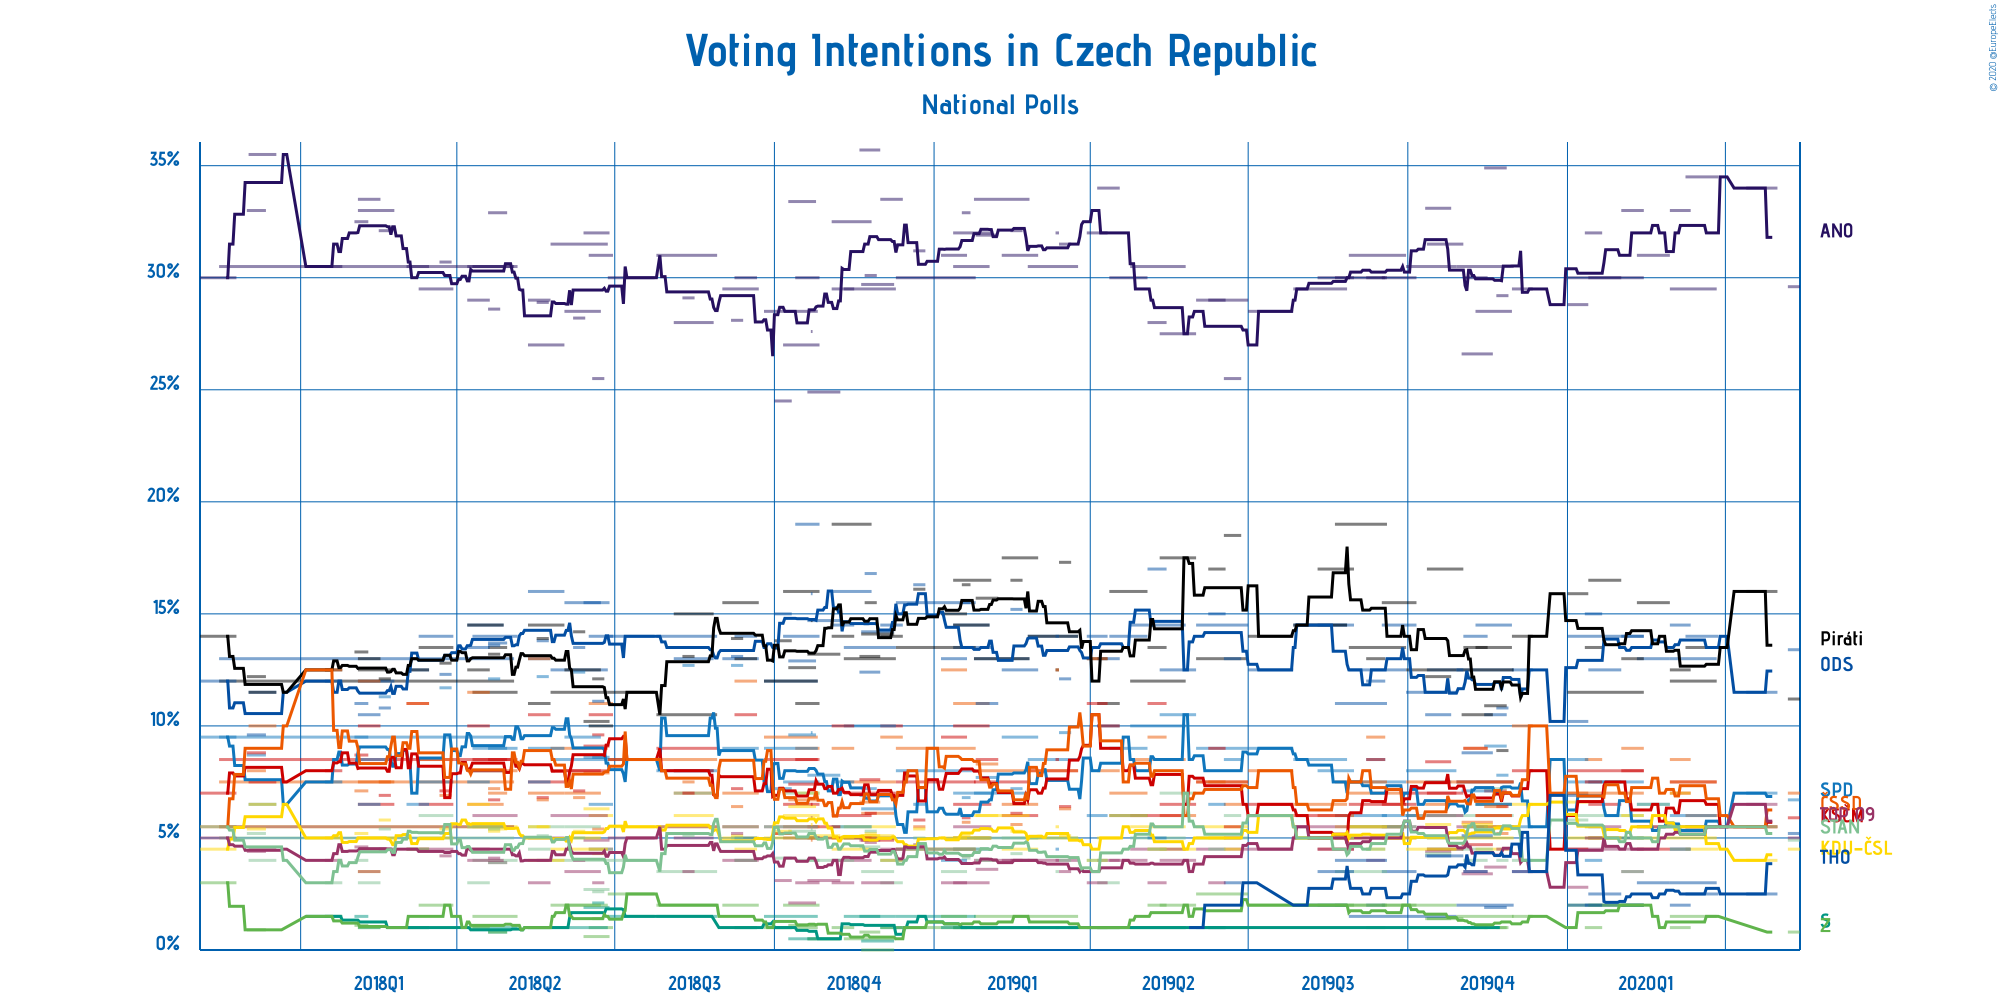 Voting Intentions in Czech Republic
National Polls
© 2020 @EuropeElects
35%
30%
25%
20%
15%
10%
5%
0%
ANO
Piráti
ODS
SPD
ČSSD
STAN
KDU-ČSL
THO
S
Z
2018Q1
2018Q2
2018Q3
2018Q4
2019Q1
2019Q2
2019Q3
2019Q4
2020Q1